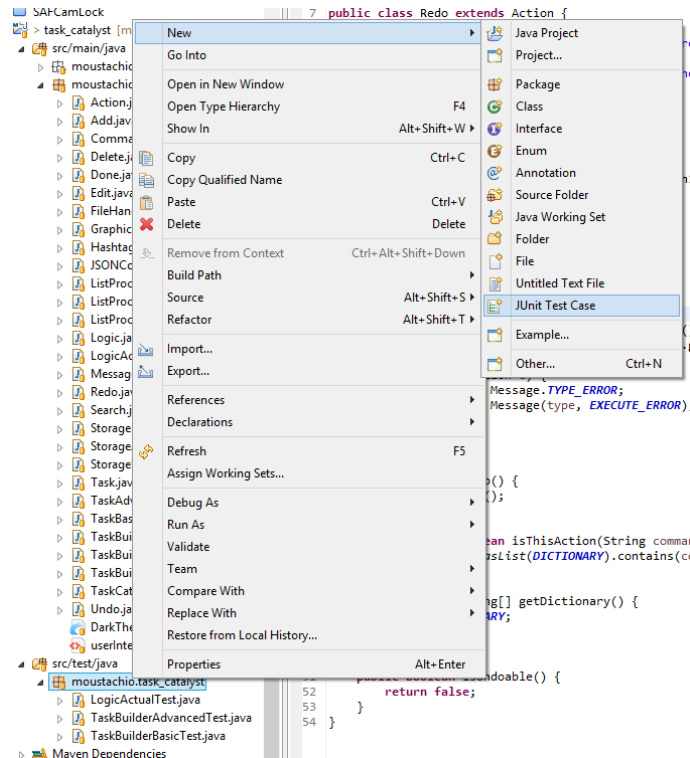 SAFCamLock
> task_catalyst [m
src/main/java
moustachio
moustachio
Action.j
Add.java
Comma
Delete.j
Done.ja
Edit.java
FileHan
Graphic
Hashtag
JSONCo
ListProc
ListProc
ListProc
Logic.ja
LogicAc
Messag
Redo.jav
Search.j
Storage
Storage
Storage
Task.jav
TaskAdv
TaskBas
TaskBui
TaskBui
TaskBui
TaskCat
Undo.ja
DarkThe
userInte
src/test/java
moustachio.task_catalyst
LogicActualTest.java
TaskBuilderAdvancedTest.java
TaskBuilderBasicTest.java
Maven Dependencies
New
Go Into
Open in New Window
Open Type Hierarchy F4
Show In Alt+Shift+W
Copy Ctrl+C
Copy Qualified Name
Paste Ctrl+V
Delete Delete
Remove from Context Ctrl+Alt+Shift+Down
Build Path
Source Alt+Shift+S
Refactor Alt+Shift+T
Import...
Export...
References
Declarations
Refresh F5
Assign Working Sets...
Debug As
Run As
Validate
Team
Compare With
Replace With
Restore from Local History...
Properties Alt+Enter
Java Project
Project...
Package
Class
Interface
Enum
Annotation
Source Folder
Java Working Set
Folder
File
Untitled Text File
JUnit Test Case
Example...
Other... Ctrl+N
7 public class Redo extends Action {
Message.TYPE_ERROR;
Message(type, EXECUTE_ERROR)
() {
();
ean isThisAction(String comma
asList(DICTIONARY).contains(c
ng[] getDictionary() {
ARY;
public boolean isUndoable() {
52 return false;
53 }
54 }